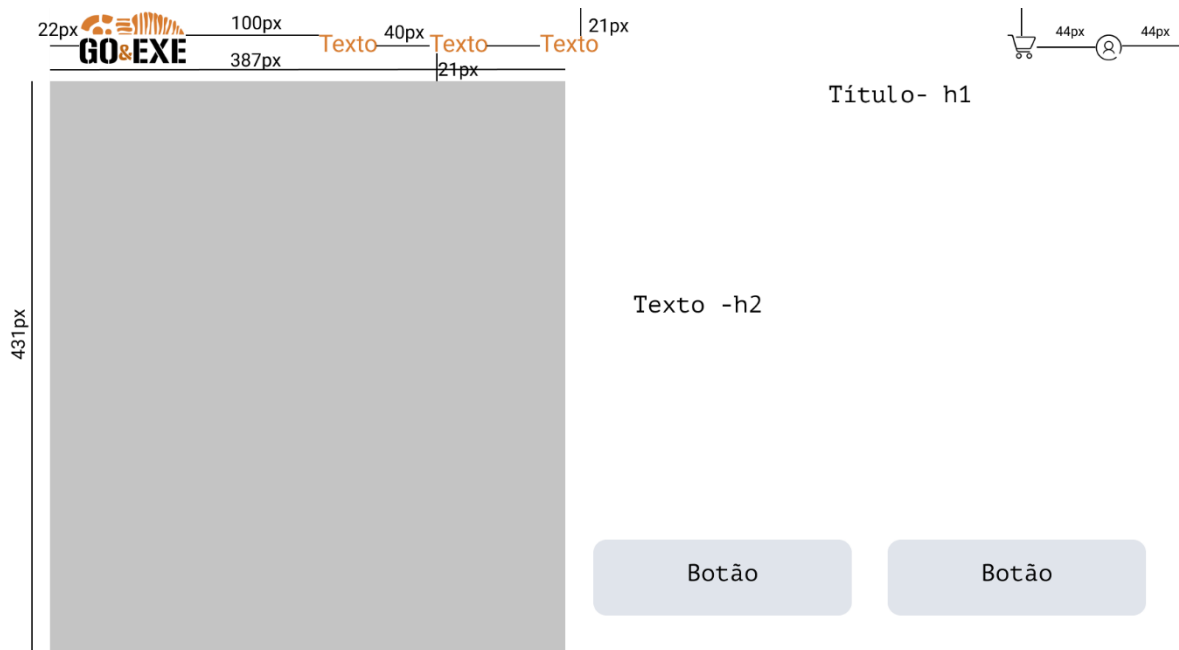 22px
GO&EXE
100px
Texto
40px
Texto
Texto
21px
44px
44px
387px
21px
Título- h1
431px
Texto -h2
Botão
Botão